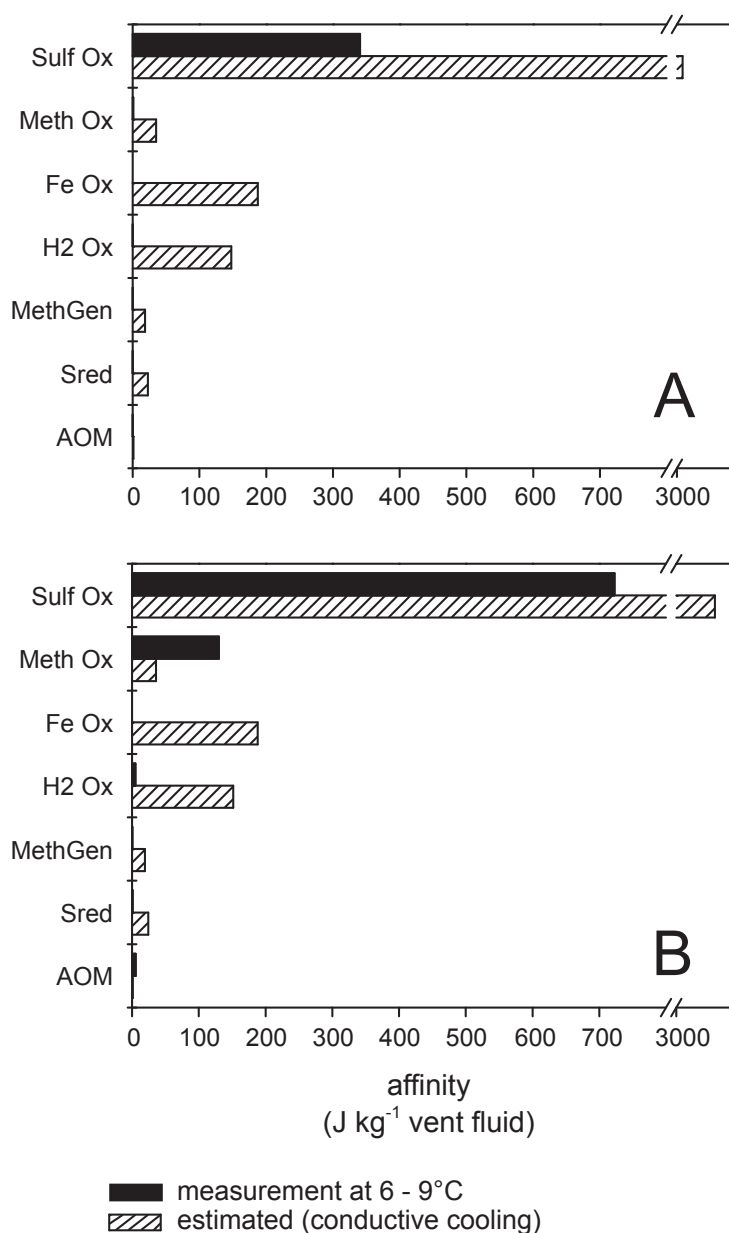 Sulf Ox
Meth Ox
Fe Ox
H2 Ox
MethGen
Sred
AOM
A
0 100 200 300 400 500 600 700 3000
Sulf Ox
Meth Ox
Fe Ox
H2 Ox
MethGen
Sred
AOM
B
0 100 200 300 400 500 600 700 3000
affinity
(J kg⁻¹ vent fluid)
measurement at 6 - 9°C
estimated (conductive cooling)